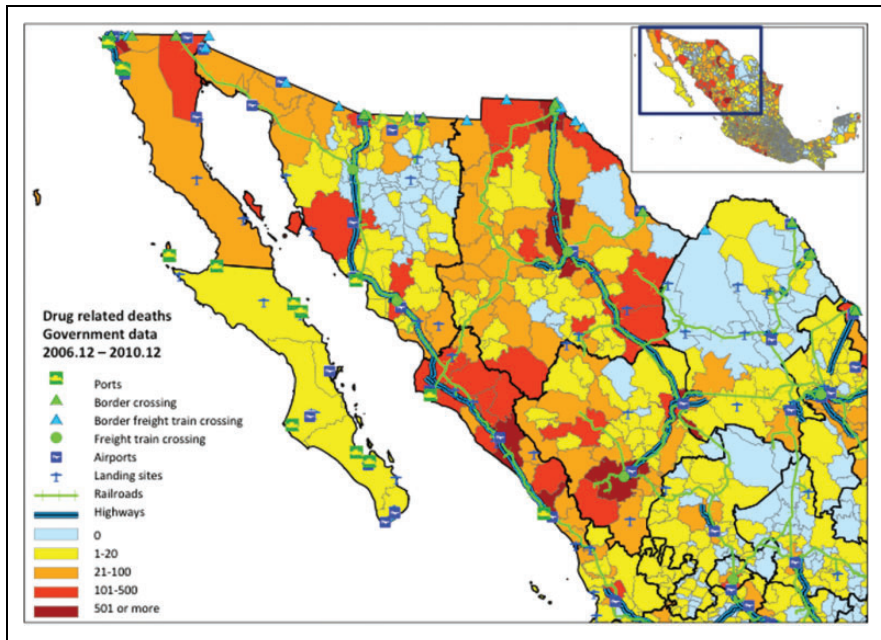 Drug related deaths
Government data
2006.12 – 2010.12
Ports
Border crossing
Border freight train crossing
Freight train crossing
Airports
Landing sites
Railroads
Highways
0
1-20
21-100
101-500
501 or more